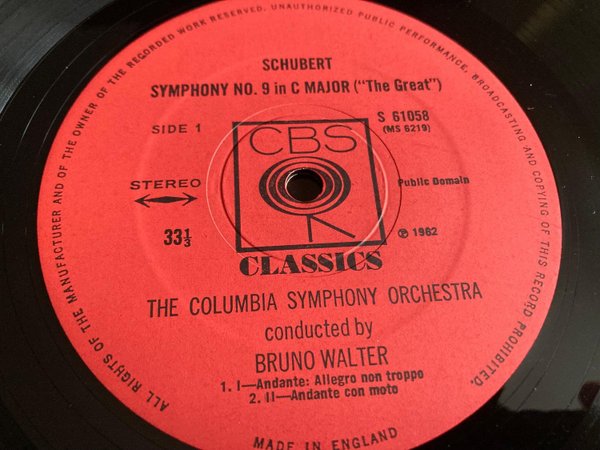 ALL RIGHTS OF THE MANUFACTURER AND OF THE OWNER OF THE RECORDED WORK RESERVED. UNAUTHORIZED PUBLIC PERFORMANCE, BROADCASTING AND COPYING OF THIS RECORD PROHIBITED.
SCHUBERT
SYMPHONY NO. 9 in C MAJOR ("The Great")
S 61058
(MS 6219)
SIDE 1
CBS
STEREO
Public Domain
33⅓
℗ 1962
CLASSICS
THE COLUMBIA SYMPHONY ORCHESTRA
conducted by
BRUNO WALTER
1. I—Andante: Allegro non troppo
2. II—Andante con moto
MADE IN ENGLAND